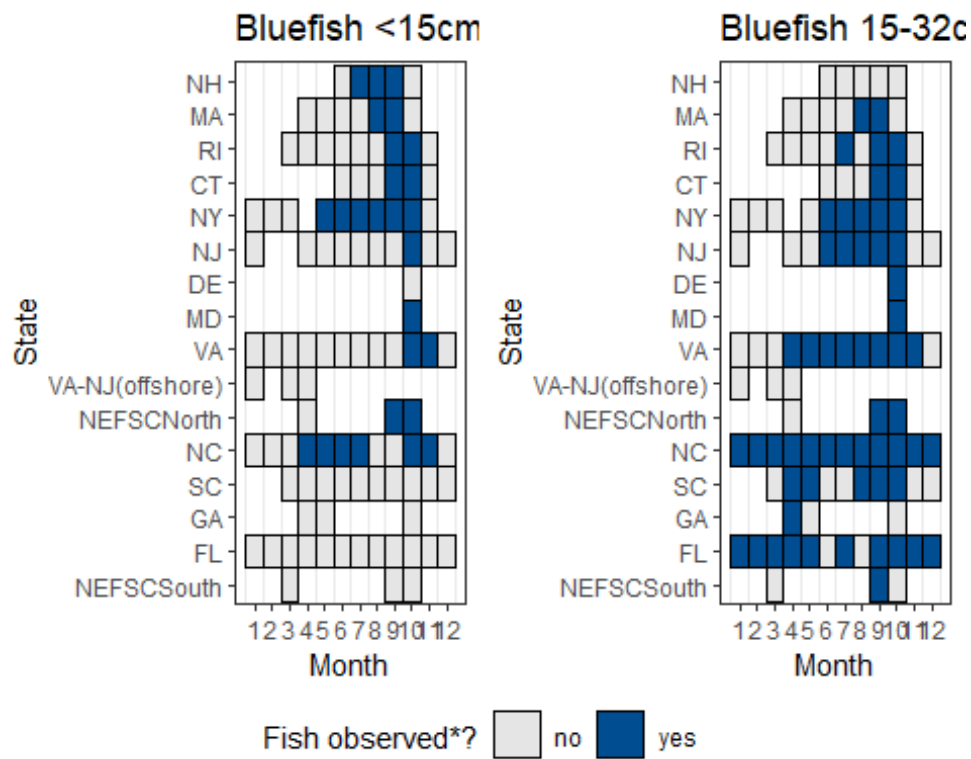 Bluefish <15cm
NH
MA
RI
CT
NY
NJ
DE
MD
VA
VA-NJ(offshore)
NEFSCNorth
NC
SC
GA
FL
NEFSCSouth
State
1 2 3 4 5 6 7 8 9 10 11 12
Month
Bluefish 15-32c
NH
MA
RI
CT
NY
NJ
DE
MD
VA
VA-NJ(offshore)
NEFSCNorth
NC
SC
GA
FL
NEFSCSouth
State
1 2 3 4 5 6 7 8 9 10 11 12
Month
Fish observed*? no yes